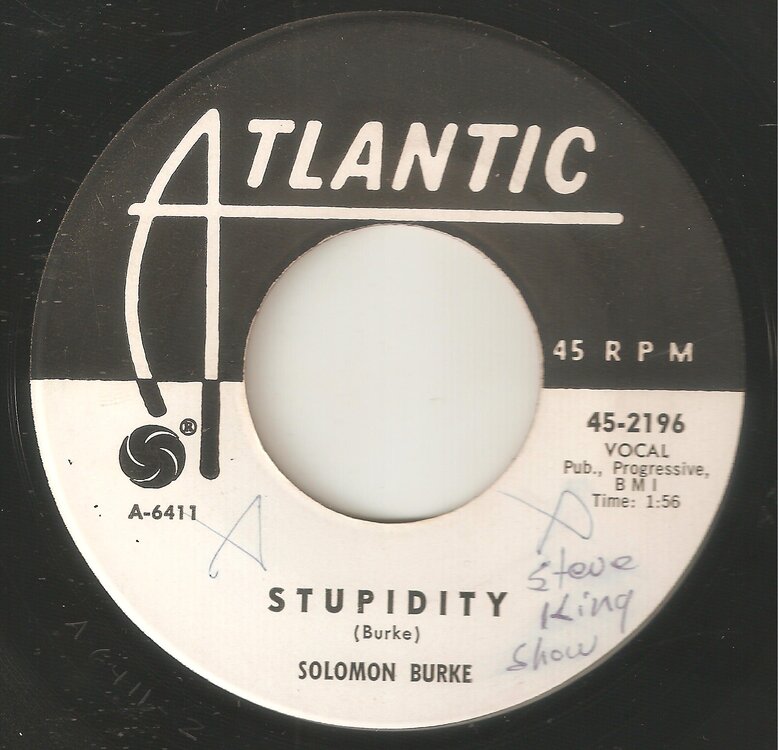 ATLANTIC
45 RPM
45-2196
VOCAL
Pub., Progressive,
BMI
Time: 1:56
®
A-6411
A
STUPIDITY
(Burke)
SOLOMON BURKE
Steve
King
Show